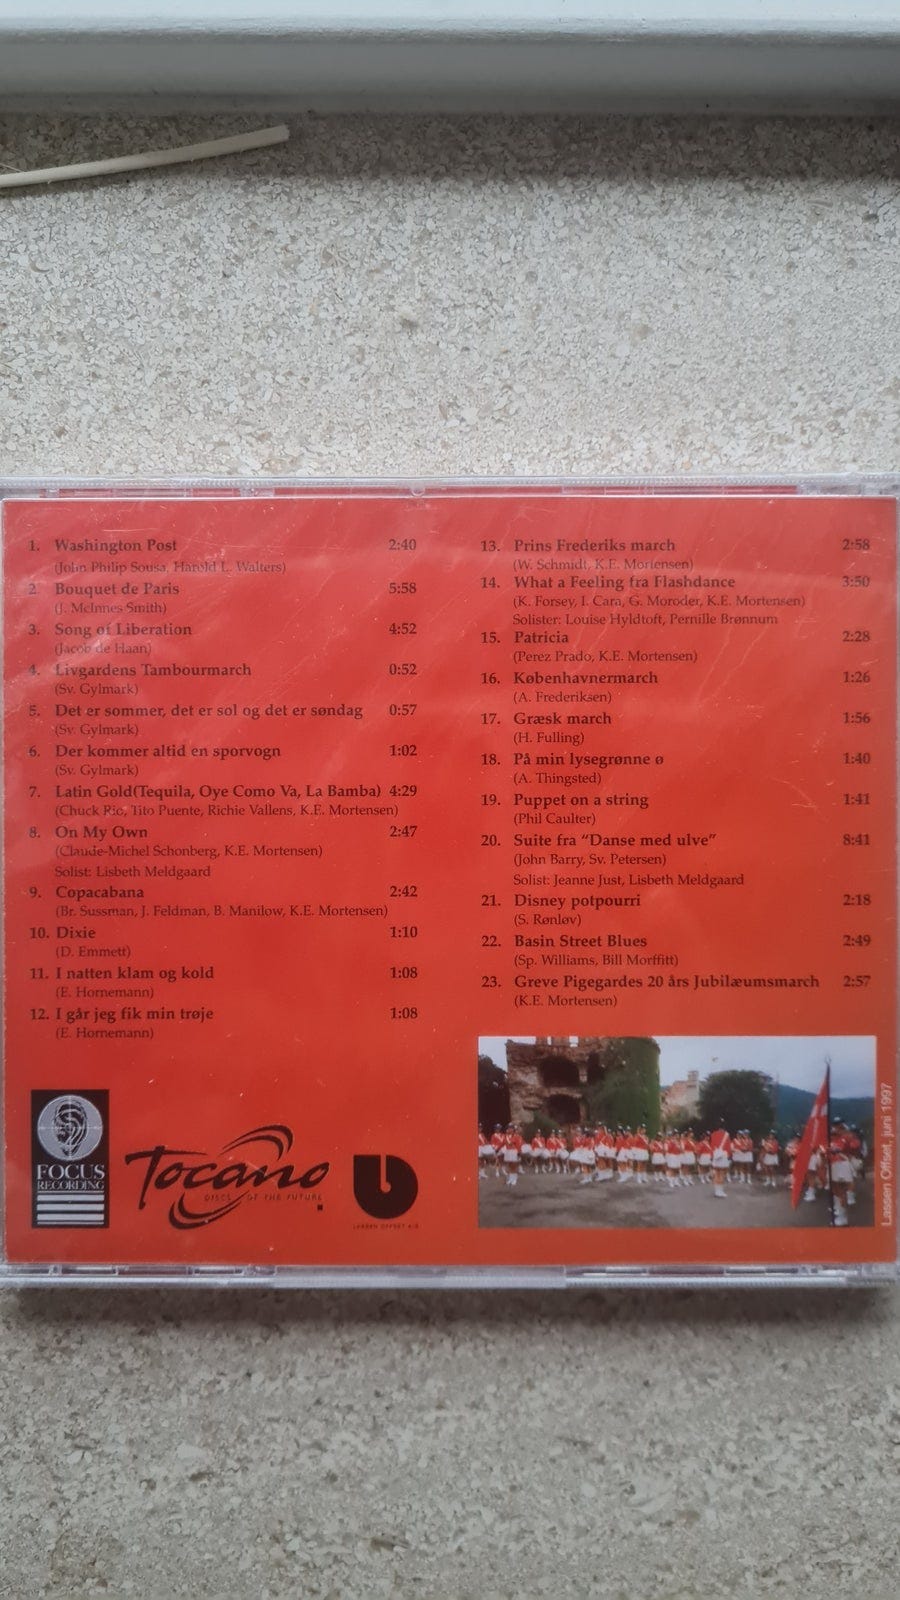 1. Washington Post 2:40
(John Philip Sousa, Harold L. Walters)
2. Bouquet de Paris 5:58
(J. McInnes Smith)
3. Song of Liberation 4:52
(Jacob de Haan)
4. Livgardens Tambourmarch 0:52
(Sv. Gylmark)
5. Det er sommer, det er sol og det er søndag 0:57
(Sv. Gylmark)
6. Der kommer altid en sporvogn 1:02
(Sv. Gylmark)
7. Latin Gold(Tequila, Oye Como Va, La Bamba) 4:29
(Chuck Rio, Tito Puente, Richie Vallens, K.E. Mortensen)
8. On My Own 2:47
(Claude-Michel Schonberg, K.E. Mortensen)
Solist: Lisbeth Meldgaard
9. Copacabana 2:42
(Br. Sussman, J. Feldman, B. Manilow, K.E. Mortensen)
10. Dixie 1:10
(D. Emmett)
11. I natten klam og kold 1:08
(E. Hornemann)
12. I går jeg fik min trøje 1:08
(E. Hornemann)
13. Prins Frederiks march 2:58
(W. Schmidt, K.E. Mortensen)
14. What a Feeling fra Flashdance 3:50
(K. Forsey, I. Cara, G. Moroder, K.E. Mortensen)
Solister: Louise Hyldtoft, Pernille Brønnum
15. Patricia 2:28
(Perez Prado, K.E. Mortensen)
16. Københavnermarch 1:26
(A. Frederiksen)
17. Græsk march 1:56
(H. Fulling)
18. På min lysegrønne ø 1:40
(A. Thingsted)
19. Puppet on a string 1:41
(Phil Caulter)
20. Suite fra "Danse med ulve" 8:41
(John Barry, Sv. Petersen)
Solist: Jeanne Just, Lisbeth Meldgaard
21. Disney potpourri 2:18
(S. Rønløv)
22. Basin Street Blues 2:49
(Sp. Williams, Bill Morffitt)
23. Greve Pigegardes 20 års Jubilæumsmarch 2:57
(K.E. Mortensen)
FOCUS
RECORDING
Tocano
DISCS OF THE FUTURE
b
LASSEN OFFSET A/S
Lassen Offset, juni 1997